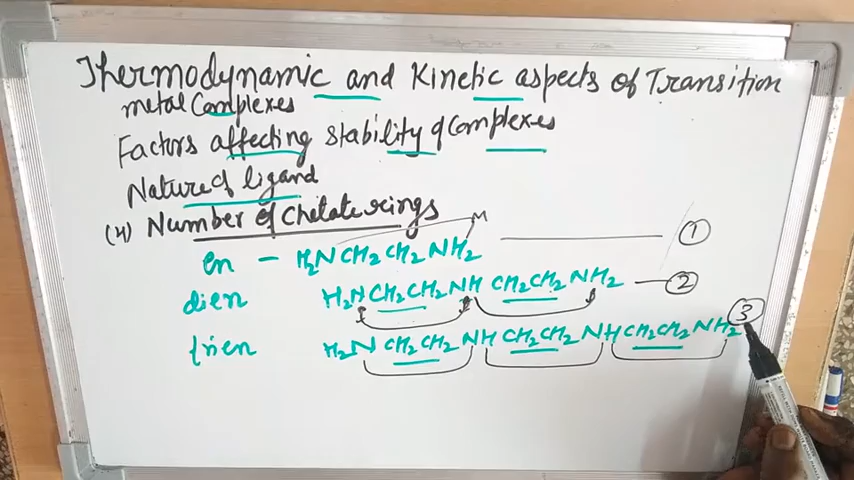 Thermodynamic and Kinetic aspects of Transition
metal Complexes
Factors affecting stability of Complexes
Nature of ligand
(4) Number of Chelate rings
M
en - H2N CH2 CH2 NH2 1
dien H2N CH2 CH2 NH CH2 CH2 NH2 2
trien H2N CH2 CH2 NH CH2 CH2 NH CH2 CH2 NH2 3